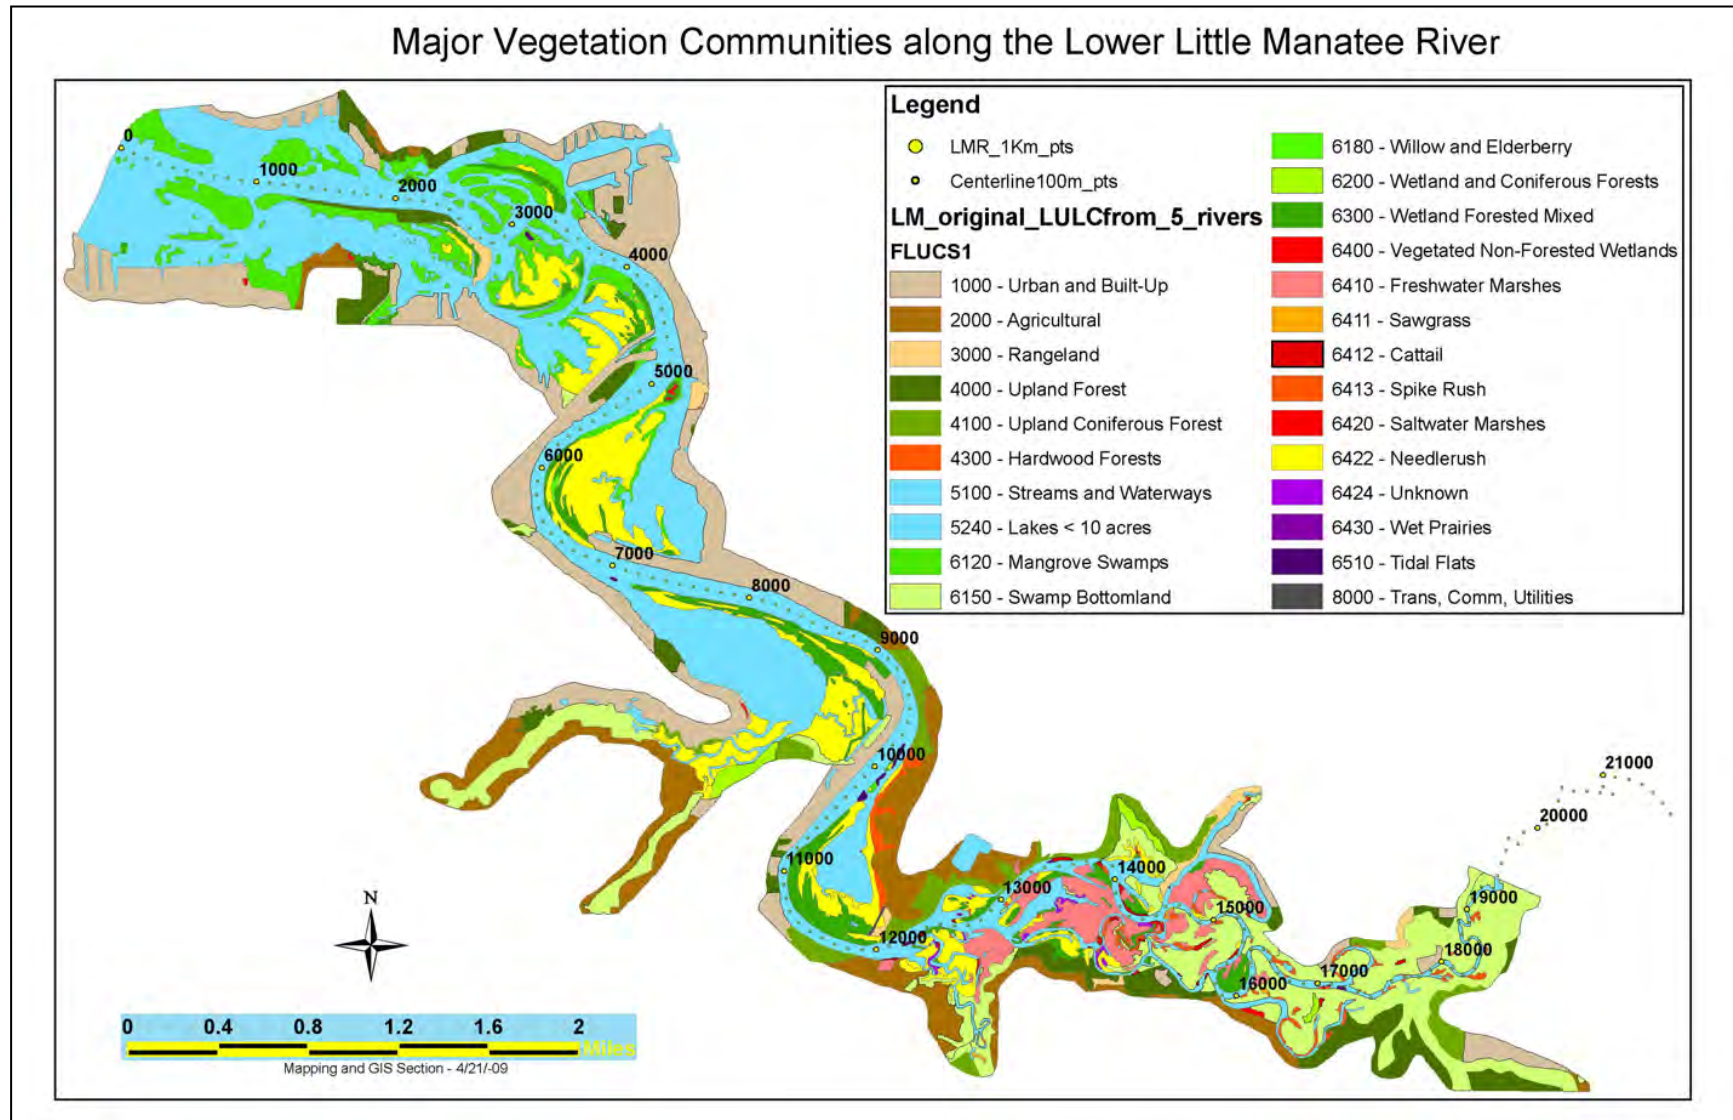 Major Vegetation Communities along the Lower Little Manatee River
Legend
LMR_1Km_pts
Centerline100m_pts
LM_original_LULCfrom_5_rivers
FLUCS1
1000 - Urban and Built-Up
2000 - Agricultural
3000 - Rangeland
4000 - Upland Forest
4100 - Upland Coniferous Forest
4300 - Hardwood Forests
5100 - Streams and Waterways
5240 - Lakes < 10 acres
6120 - Mangrove Swamps
6150 - Swamp Bottomland
6180 - Willow and Elderberry
6200 - Wetland and Coniferous Forests
6300 - Wetland Forested Mixed
6400 - Vegetated Non-Forested Wetlands
6410 - Freshwater Marshes
6411 - Sawgrass
6412 - Cattail
6413 - Spike Rush
6420 - Saltwater Marshes
6422 - Needlerush
6424 - Unknown
6430 - Wet Prairies
6510 - Tidal Flats
8000 - Trans, Comm, Utilities
0
1000
2000
3000
4000
5000
6000
7000
8000
9000
10000
11000
12000
13000
14000
15000
16000
17000
18000
19000
20000
21000
N
0 0.4 0.8 1.2 1.6 2
Miles
Mapping and GIS Section - 4/21/-09